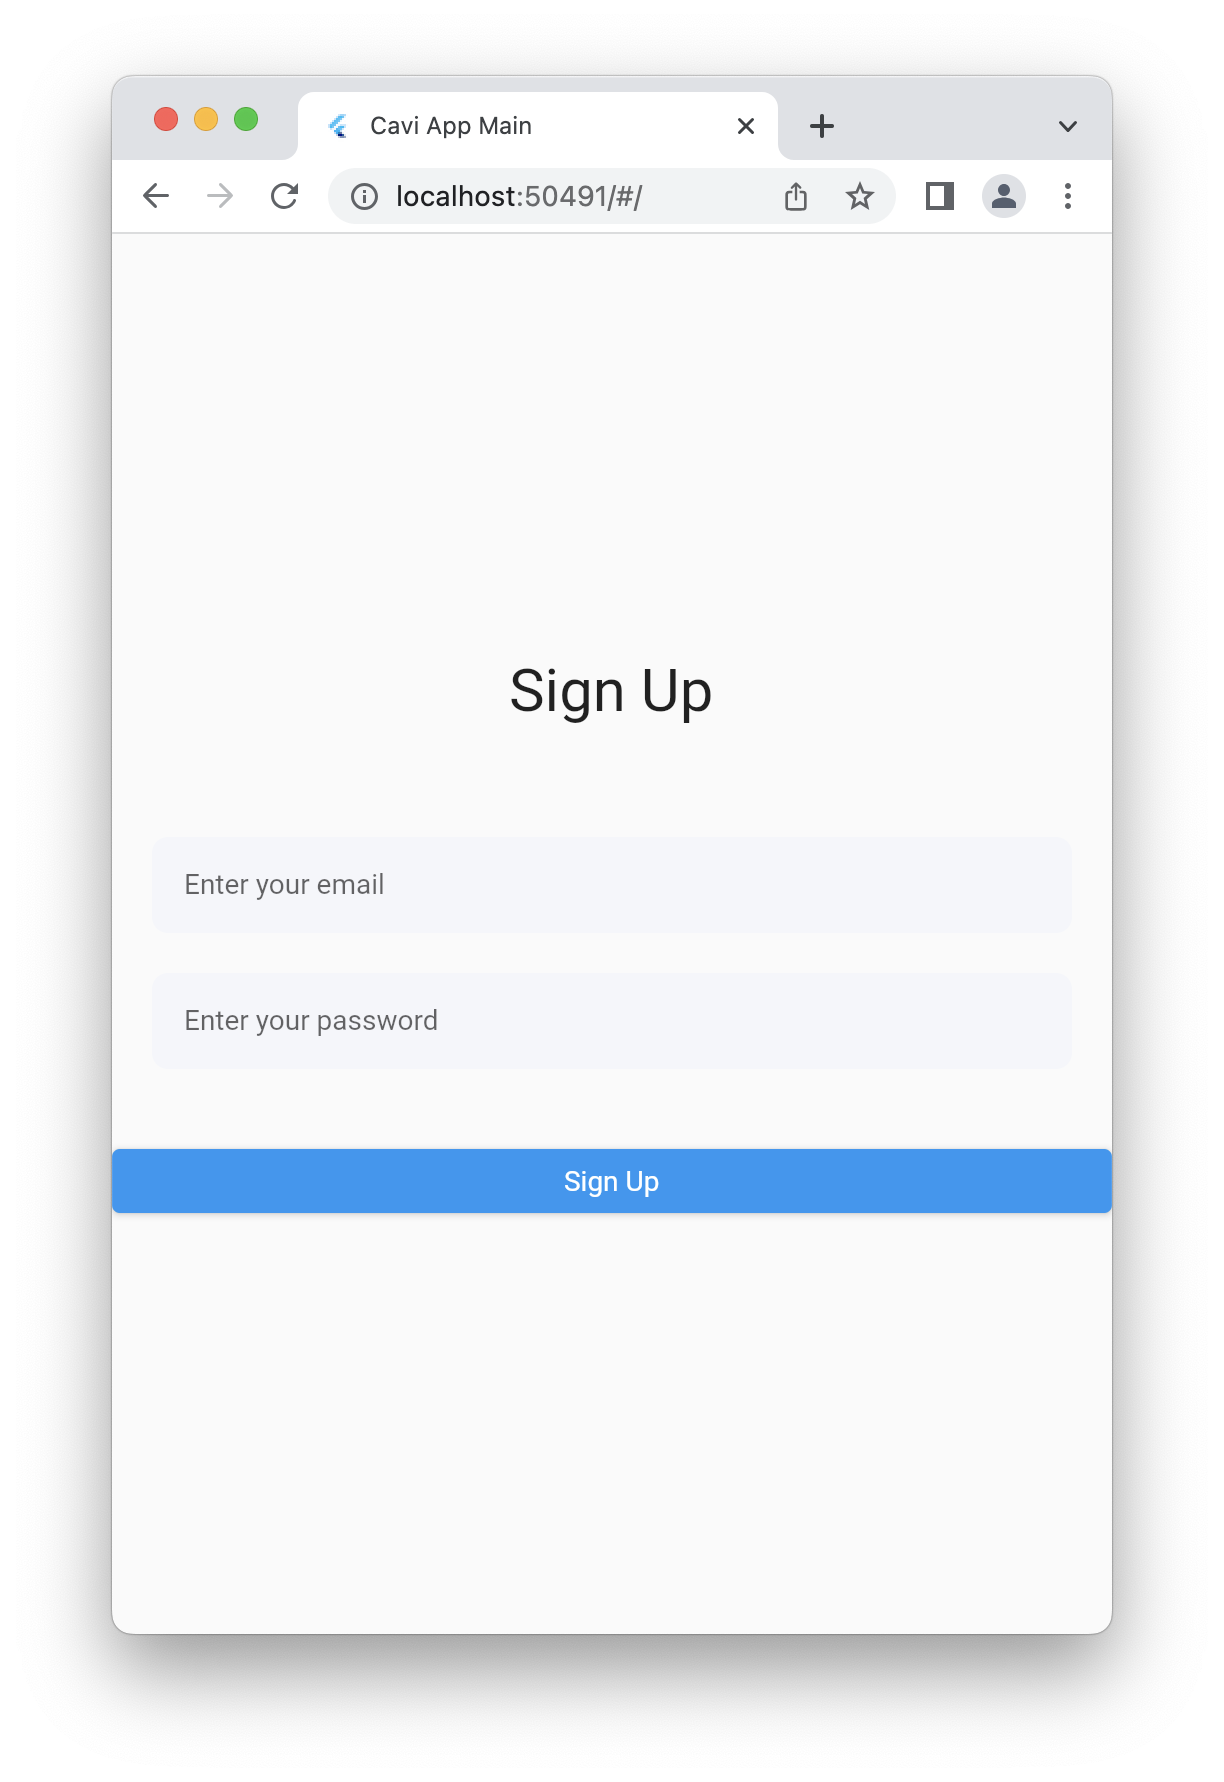 Cavi App Main
localhost:50491/#/
Sign Up
Enter your email
Enter your password
Sign Up